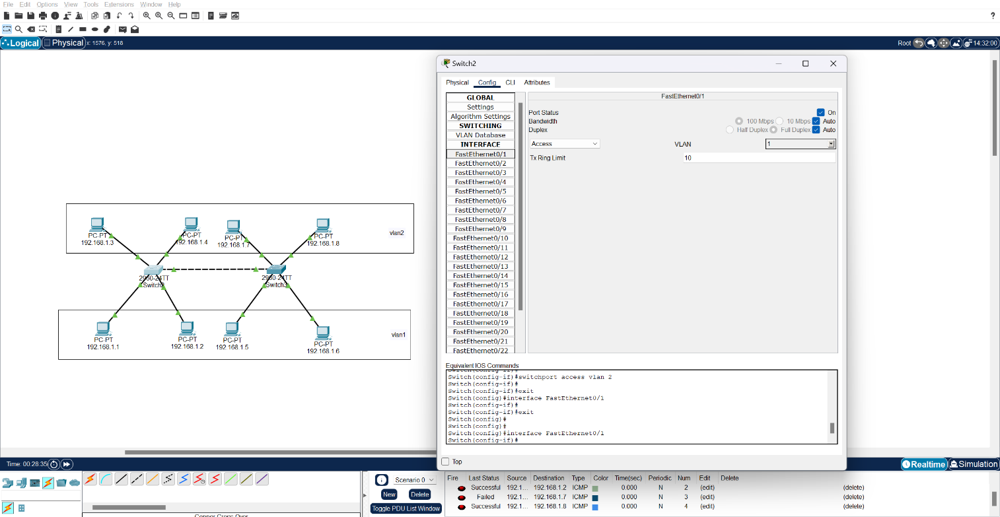 File Edit Options View Tools Extensions Window Help
?
Logical Physical x: 1576, y: 518 Root 14:32:00
vlan2
PC-PT
192.168.1.3
PC-PT
192.168.1.4
PC-PT
192.168.1.7
PC-PT
192.168.1.8
2960-24TT
Switch2
2960-24TT
Switch3
PC-PT
192.168.1.1
PC-PT
192.168.1.2
PC-PT
192.168.1.5
PC-PT
192.168.1.6
vlan1
Switch2
Physical Config CLI Attributes
GLOBAL
Settings
Algorithm Settings
SWITCHING
VLAN Database
INTERFACE
FastEthernet0/1
FastEthernet0/2
FastEthernet0/3
FastEthernet0/4
FastEthernet0/5
FastEthernet0/6
FastEthernet0/7
FastEthernet0/8
FastEthernet0/9
FastEthernet0/10
FastEthernet0/11
FastEthernet0/12
FastEthernet0/13
FastEthernet0/14
FastEthernet0/15
FastEthernet0/16
FastEthernet0/17
FastEthernet0/18
FastEthernet0/19
FastEthernet0/20
FastEthernet0/21
FastEthernet0/22
FastEthernet0/1
Port Status On
Bandwidth 100 Mbps 10 Mbps Auto
Duplex Half Duplex Full Duplex Auto
Access VLAN 1
Tx Ring Limit 10
Equivalent IOS Commands
Switch(config-if)#
Switch(config-if)#switchport access vlan 2
Switch(config-if)#
Switch(config-if)#exit
Switch(config)#interface FastEthernet0/1
Switch(config-if)#
Switch(config-if)#exit
Switch(config)#
Switch(config)#
Switch(config)#interface FastEthernet0/1
Switch(config-if)#
Top
Time: 00:28:35 Realtime Simulation
Scenario 0
New Delete
Toggle PDU List Window
Fire Last Status Source Destination Type Color Time(sec) Periodic Num Edit Delete
Successful 192.1... 192.168.1.2 ICMP 0.000 N 2 (edit) (delete)
Failed 192.1... 192.168.1.7 ICMP 0.000 N 3 (edit) (delete)
Successful 192.1... 192.168.1.8 ICMP 0.000 N 4 (edit) (delete)
Copper Cross-Over